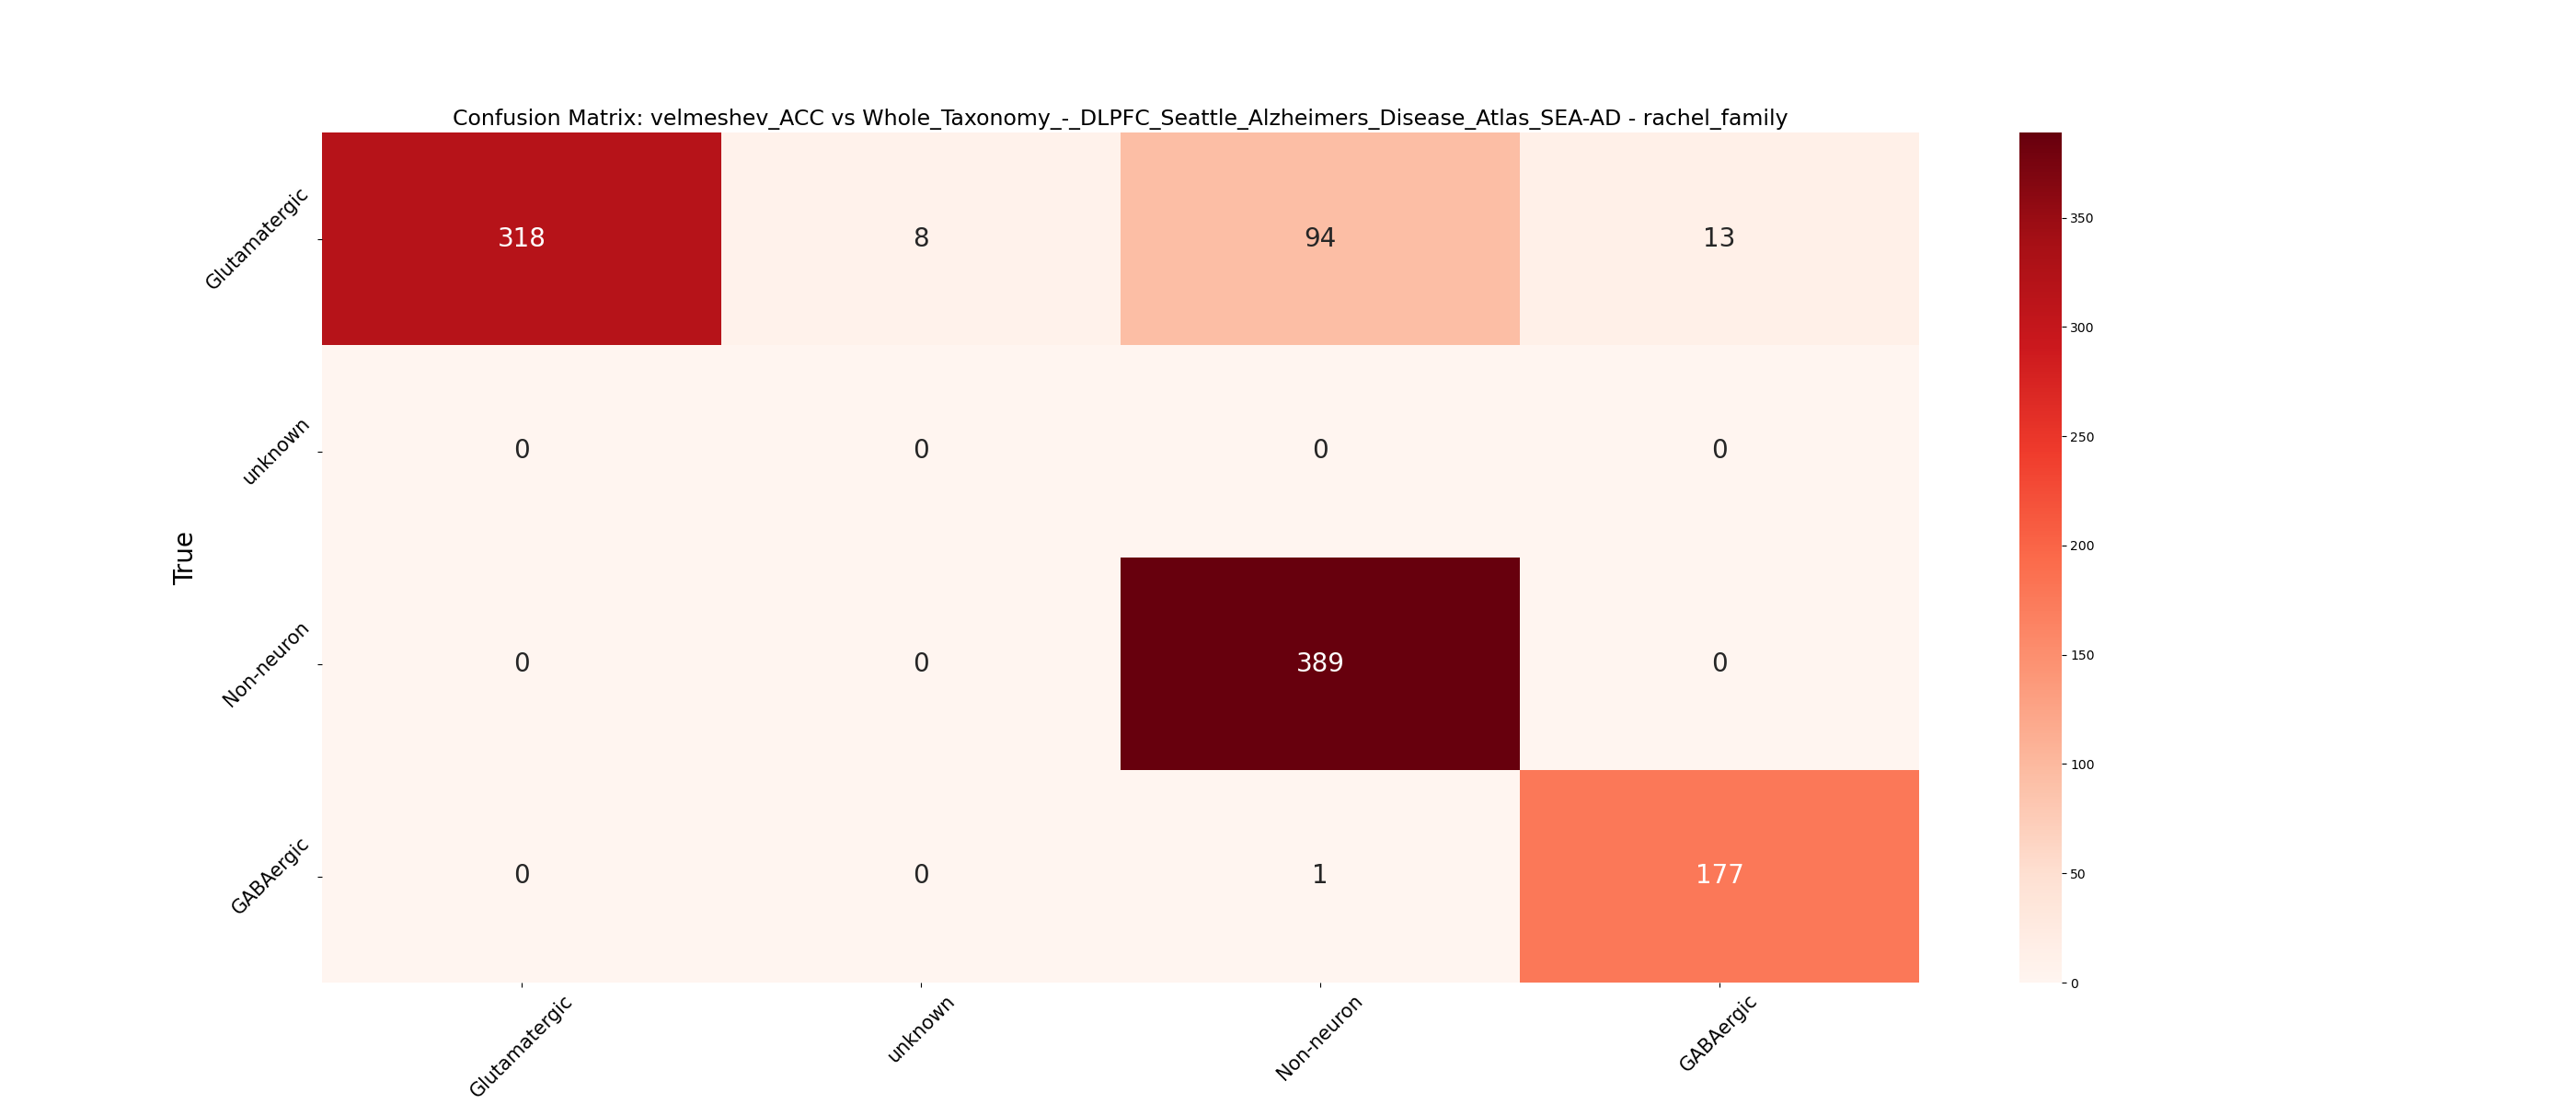 Confusion Matrix: velmeshev_ACC vs Whole_Taxonomy_-_DLPFC_Seattle_Alzheimers_Disease_Atlas_SEA-AD - rachel_family
Glutamatergic 318 8 94 13
unknown 0 0 0 0
Non-neuron 0 0 389 0
GABAergic 0 0 1 177
True
Glutamatergic unknown Non-neuron GABAergic
350
300
250
200
150
100
50
0